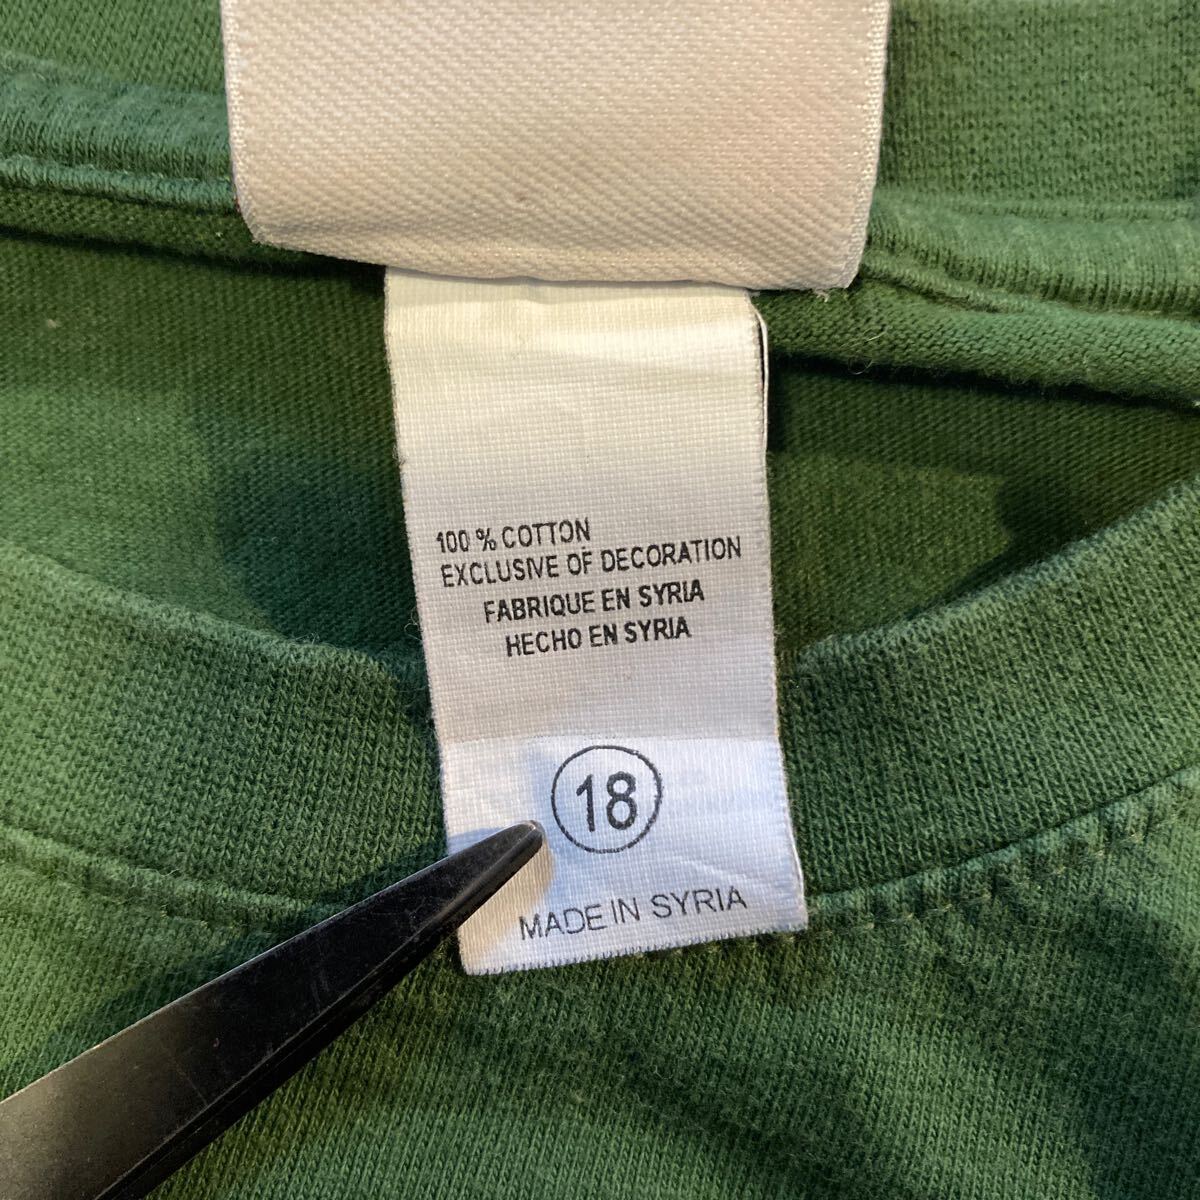 100 % COTTON
EXCLUSIVE OF DECORATION
FABRIQUE EN SYRIA
HECHO EN SYRIA
18
MADE IN SYRIA